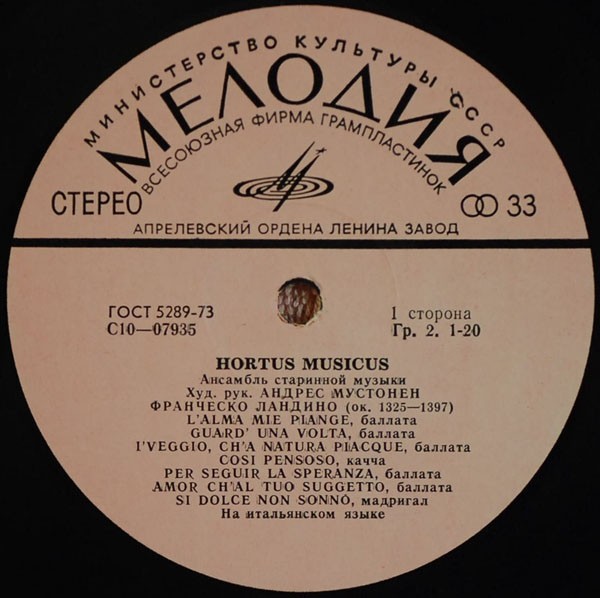 МИНИСТЕРСТВО КУЛЬТУРЫ СССР
МЕЛОДИЯ
ВСЕСОЮЗНАЯ ФИРМА ГРАМПЛАСТИНОК
СТЕРЕО
33
АПРЕЛЕВСКИЙ ОРДЕНА ЛЕНИНА ЗАВОД
ГОСТ 5289-73
С10—07935
1 сторона
Гр. 2. 1-20
HORTUS MUSICUS
Ансамбль старинной музыки
Худ. рук. АНДРЕС МУСТОНЕН
ФРАНЧЕСКО ЛАНДИНО (ок. 1325—1397)
L'ALMA MIE PIANGE, баллата
GUARD' UNA VOLTA, баллата
I'VEGGIO, CH'A NATURA PIACQUE, баллата
COSI PENSOSO, качча
PER SEGUIR LA SPERANZA, баллата
AMOR CH'AL TUO SUGGETTO, баллата
SI DOLCE NON SONNÓ, мадригал
На итальянском языке